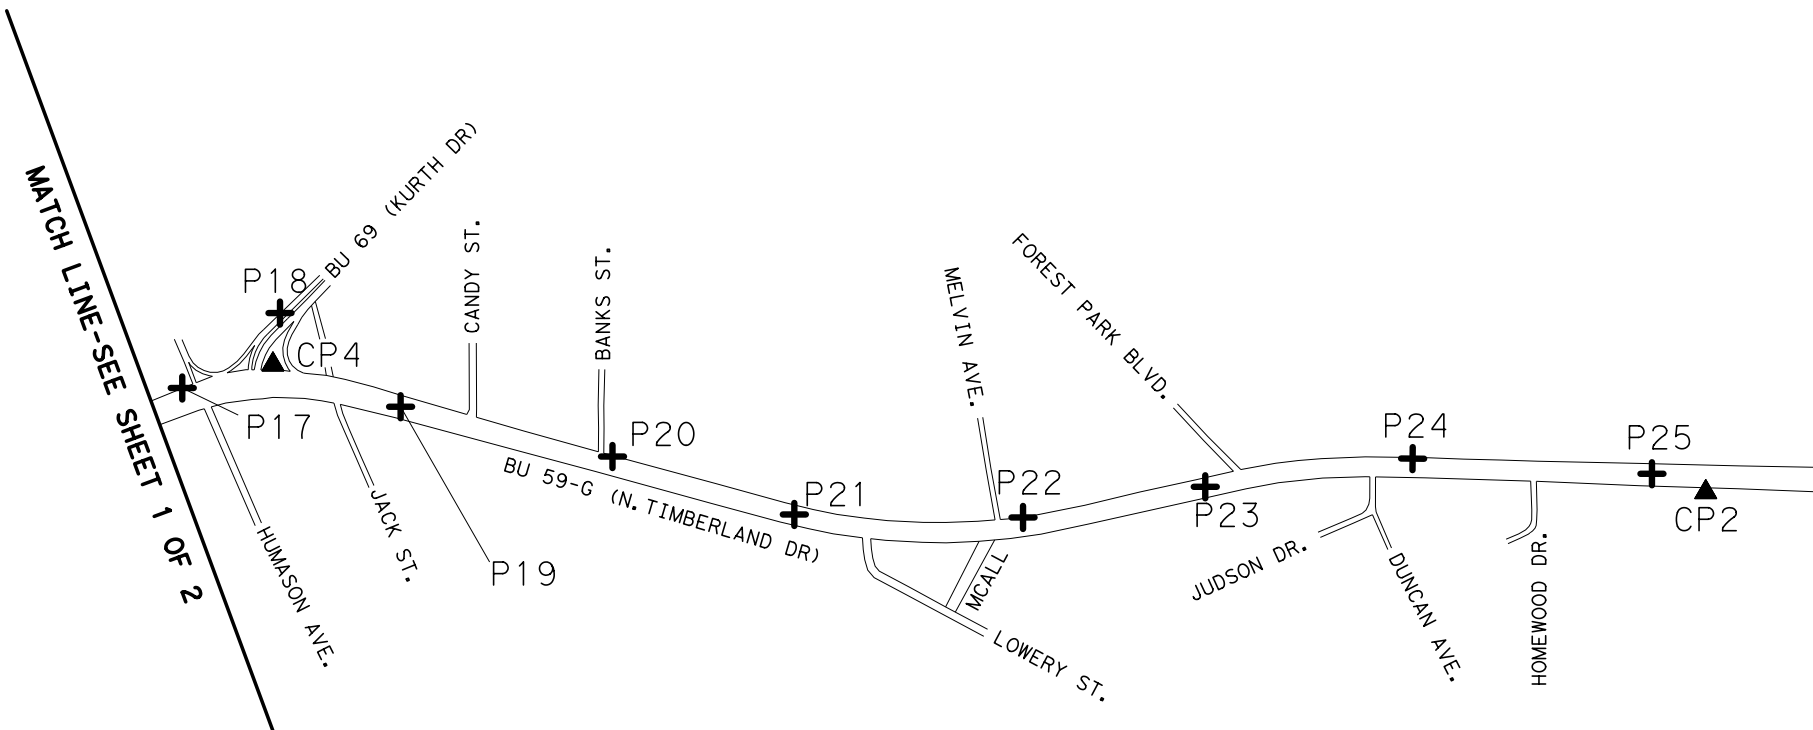 MATCH LINE-SEE SHEET 1 OF 2
P18
BU 69 (KURTH DR)
CP4
P17
HUMASON AVE.
JACK ST.
P19
CANDY ST.
BANKS ST.
P20
BU 59-G (N. TIMBERLAND DR)
P21
MELVIN AVE.
FOREST PARK BLVD.
P22
MCALL
LOWERY ST.
P23
JUDSON DR.
P24
DUNCAN AVE.
HOMEWOOD DR.
P25
CP2